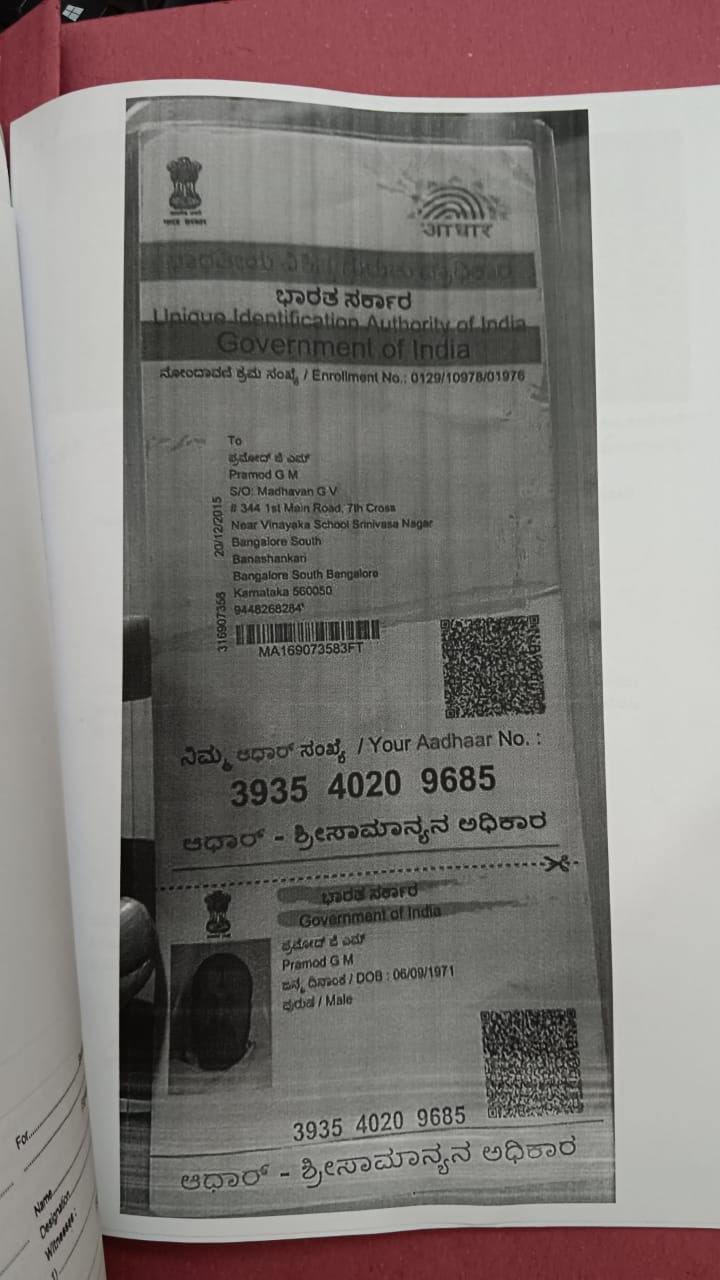 भारत सरकार
आधार
ಭಾರತ ಸರ್ಕಾರ
Unique Identification Authority of India
Government of India
ನೋಂದಾವಣೆ ಕ್ರಮ ಸಂಖ್ಯೆ / Enrollment No.: 0129/10978/01976
To
ಪ್ರಮೋದ್ ಜಿ ಎಮ್
Pramod G M
S/O: Madhavan G V
# 344 1st Main Road, 7th Cross
Near Vinayaka School Srinivasa Nagar
Bangalore South
Banashankari
Bangalore South Bangalore
Karnataka 560050
9448268284
316907358 20/12/2015
MA169073583FT
ನಿಮ್ಮ ಆಧಾರ್ ಸಂಖ್ಯೆ / Your Aadhaar No. :
3935 4020 9685
ಆಧಾರ್ - ಶ್ರೀಸಾಮಾನ್ಯನ ಅಧಿಕಾರ
ಭಾರತ ಸರ್ಕಾರ
Government of India
ಪ್ರಮೋದ್ ಜಿ ಎಮ್
Pramod G M
ಜನ್ಮ ದಿನಾಂಕ / DOB : 06/09/1971
ಪುರುಷ / Male
3935 4020 9685
ಆಧಾರ್ - ಶ್ರೀಸಾಮಾನ್ಯನ ಅಧಿಕಾರ
For
Name
Designation
Witnesses :
1)